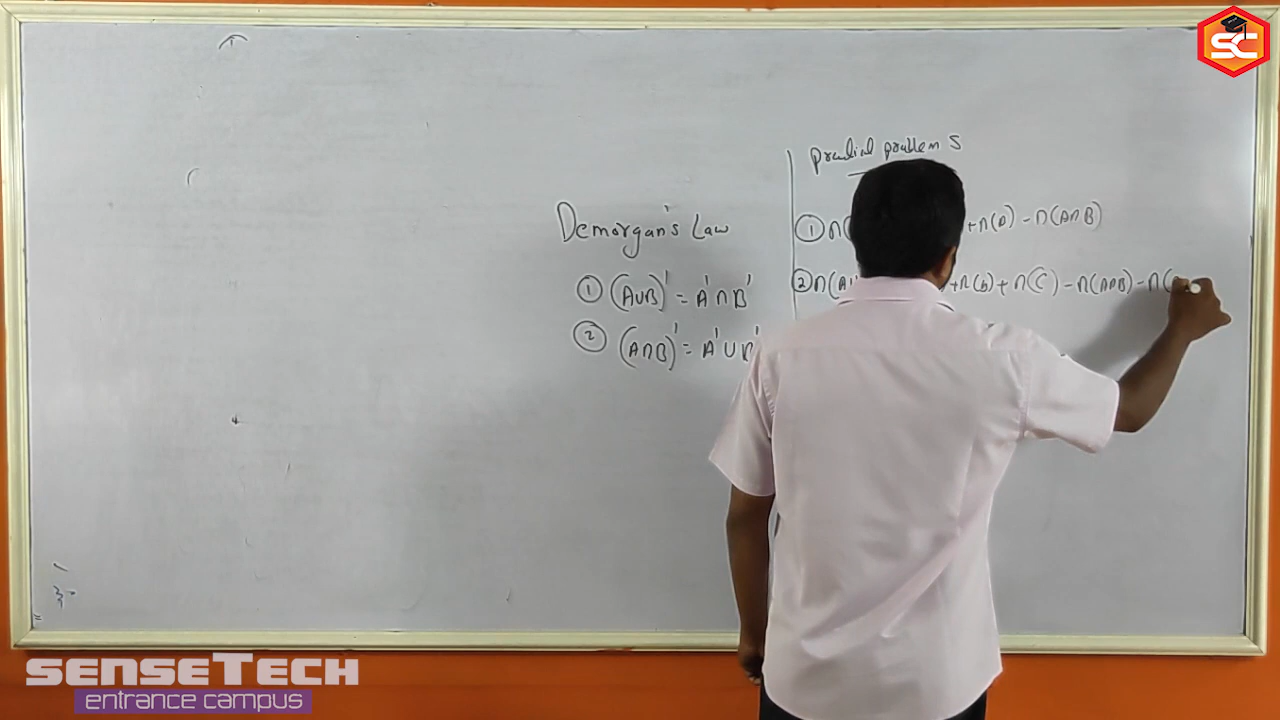 SC
Practical problems
Demorgan's Law
① (A∪B)' = A'∩B'
② (A∩B)' = A'∪B'
① n( +n(B) - n(A∩B)
② n(A∪ +n(B) + n(C) - n(A∩B) - n(
SENSETECH
entrance campus